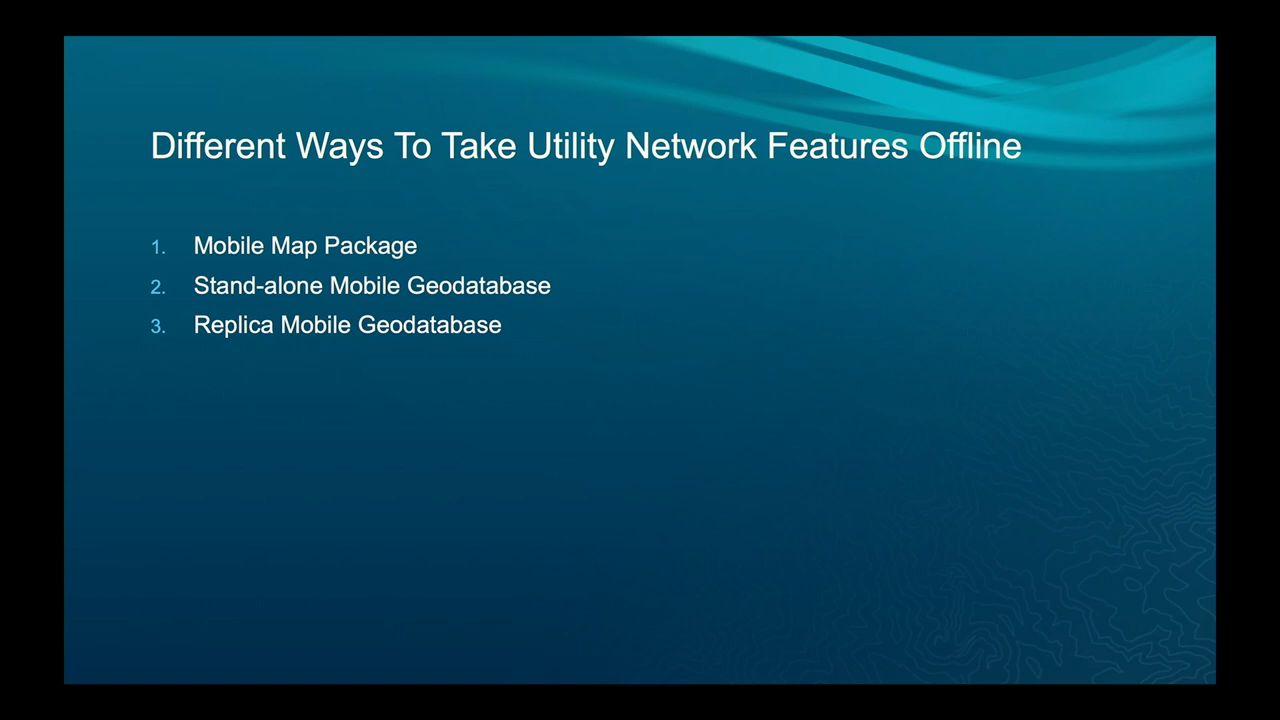 Different Ways To Take Utility Network Features Offline
1. Mobile Map Package
2. Stand-alone Mobile Geodatabase
3. Replica Mobile Geodatabase